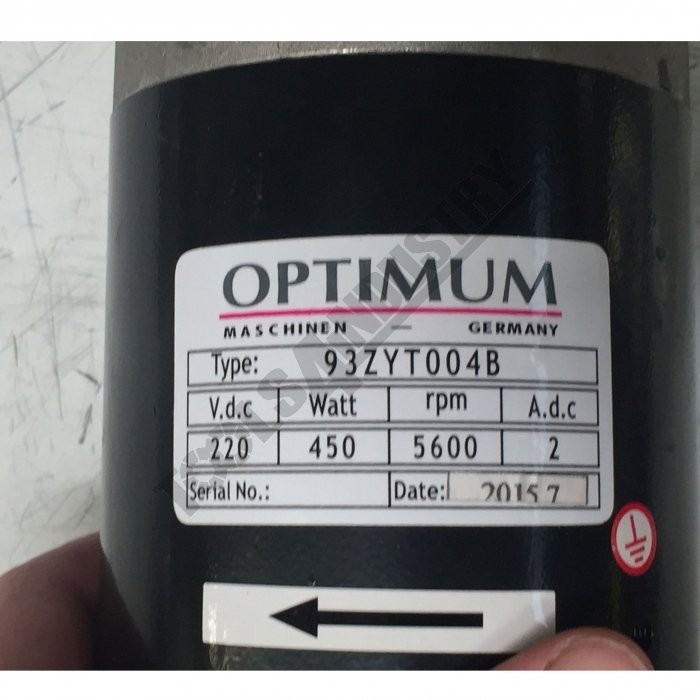 OPTIMUM
MASCHINEN — GERMANY
Type: 93ZYT004B
V.d.c Watt rpm A.d.c
220 450 5600 2
Serial No.: Date: 2015 7